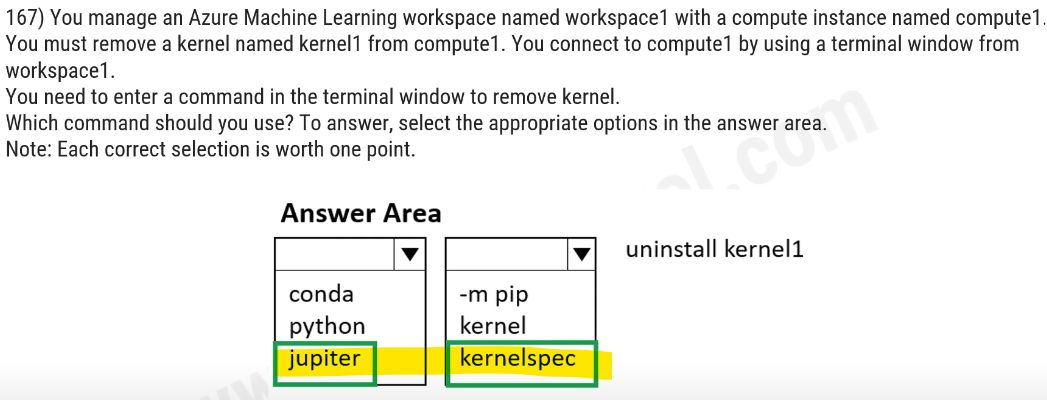 167) You manage an Azure Machine Learning workspace named workspace1 with a compute instance named compute1.
You must remove a kernel named kernel1 from compute1. You connect to compute1 by using a terminal window from
workspace1.
You need to enter a command in the terminal window to remove kernel.
Which command should you use? To answer, select the appropriate options in the answer area.
Note: Each correct selection is worth one point.
Answer Area
uninstall kernel1
conda -m pip
python kernel
jupiter kernelspec